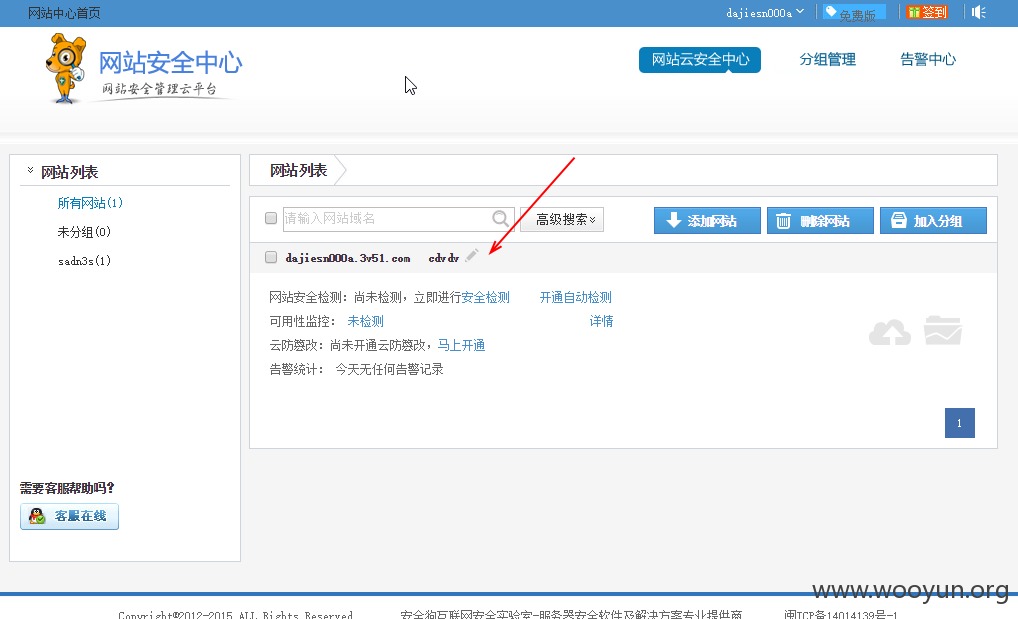 网站中心首页 dajiesn000a 免费版 签到
网站安全中心
网站安全管理云平台
网站云安全中心 分组管理 告警中心
网站列表
所有网站(1)
未分组(0)
sadn3s(1)
需要客服帮助吗?
客服在线
网站列表
请输入网站域名 高级搜索 添加网站 删除网站 加入分组
dajiesn000a.3v51.com cdvdv
网站安全检测: 尚未检测, 立即进行安全检测 开通自动检测
可用性监控: 未检测 详情
云防篡改: 尚未开通云防篡改, 马上开通
告警统计: 今天无任何告警记录
1
www.wooyun.org
Copyright©2012-2015 ALL Rights Reserved 安全狗互联网安全实验室-服务器安全软件及解决方案专业提供商 闽ICP备14014139号-1